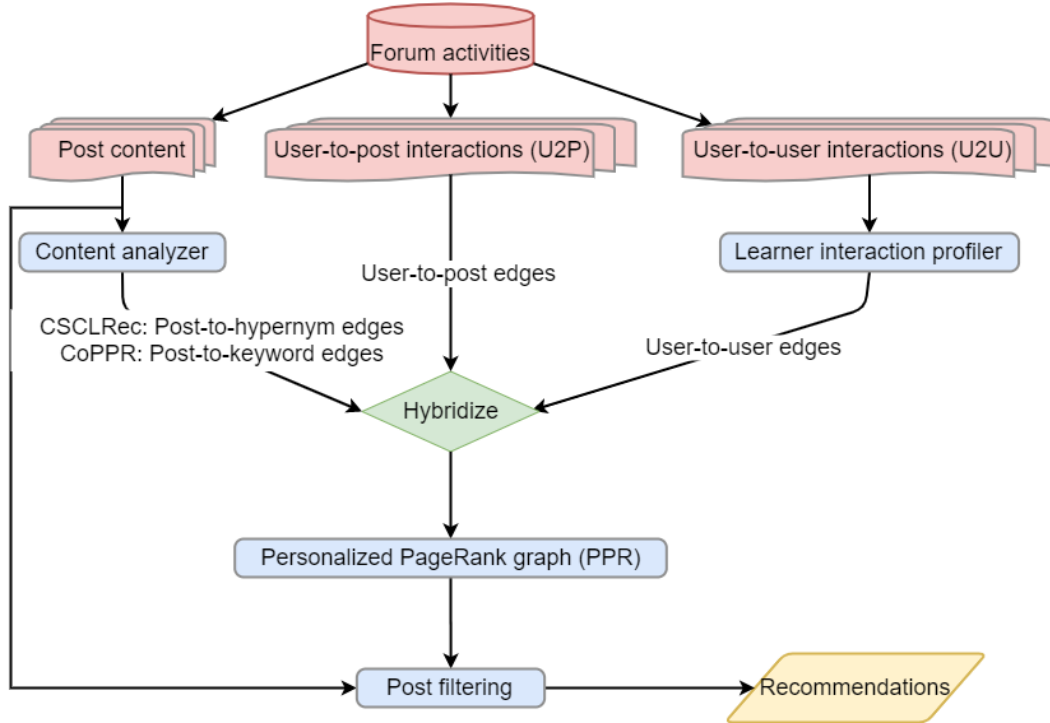 Forum activities
Post content
User-to-post interactions (U2P)
User-to-user interactions (U2U)
Content analyzer
Learner interaction profiler
User-to-post edges
CSCLRec: Post-to-hypernym edges
CoPPR: Post-to-keyword edges
User-to-user edges
Hybridize
Personalized PageRank graph (PPR)
Post filtering
Recommendations